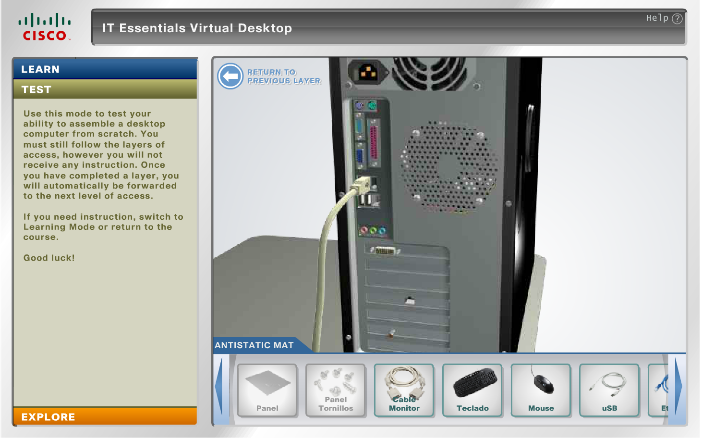 CISCO
IT Essentials Virtual Desktop
Help ?
LEARN
TEST
Use this mode to test your
ability to assemble a desktop
computer from scratch. You
must still follow the layers of
access, however you will not
receive any instruction. Once
you have completed a layer, you
will automatically be forwarded
to the next level of access.
If you need instruction, switch to
Learning Mode or return to the
course.
Good luck!
EXPLORE
RETURN TO
PREVIOUS LAYER
ANTISTATIC MAT
Panel
Panel
Tornillos
Cable
Monitor
Teclado
Mouse
uSB